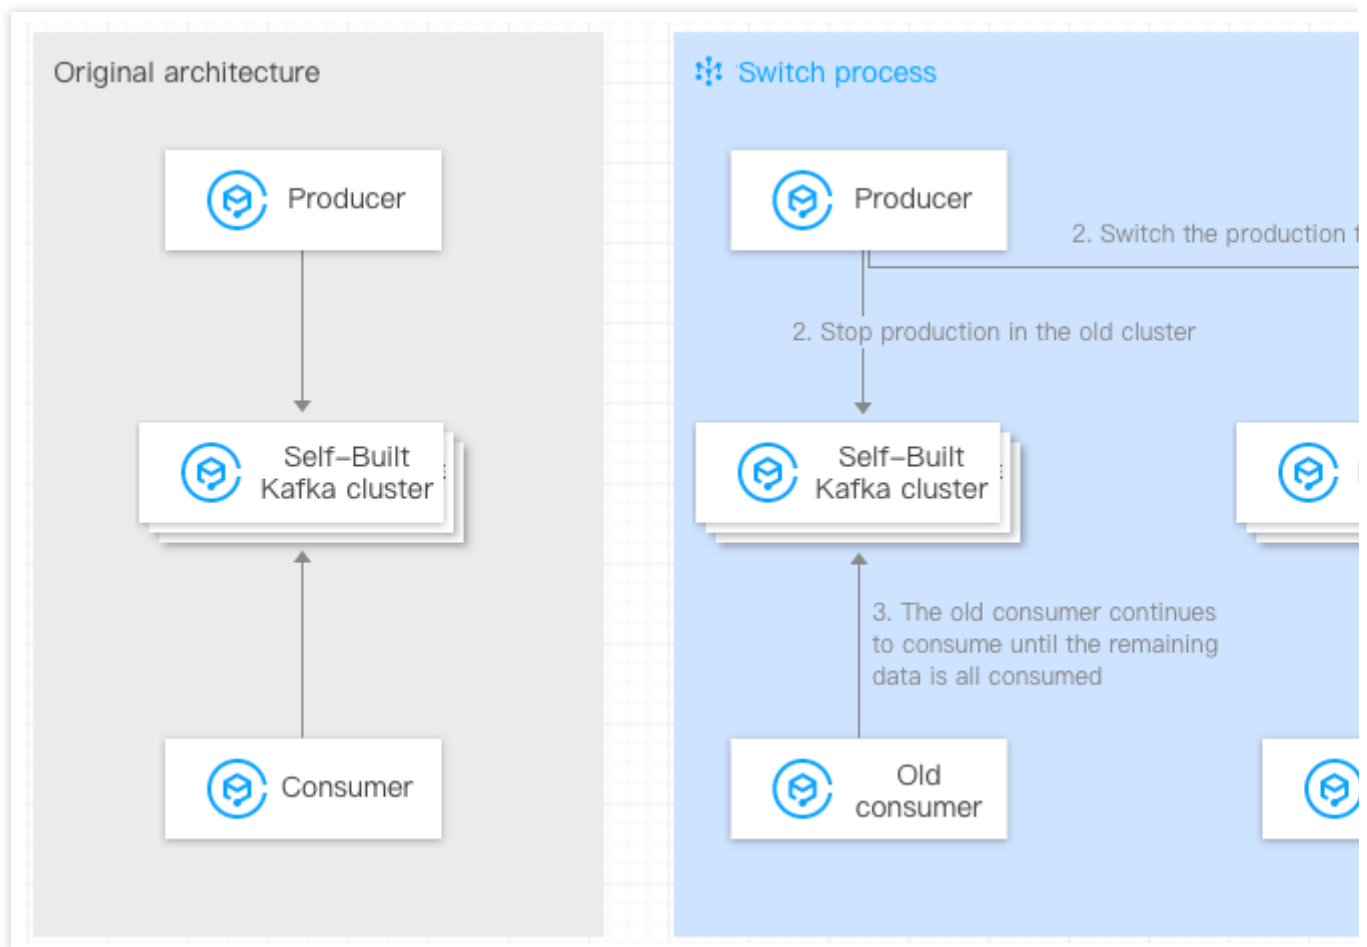 Original architecture
Producer
Self-Built
Kafka cluster
Consumer
Switch process
Producer
2. Switch the production
2. Stop production in the old cluster
Self-Built
Kafka cluster
3. The old consumer continues
to consume until the remaining
data is all consumed
Old
consumer